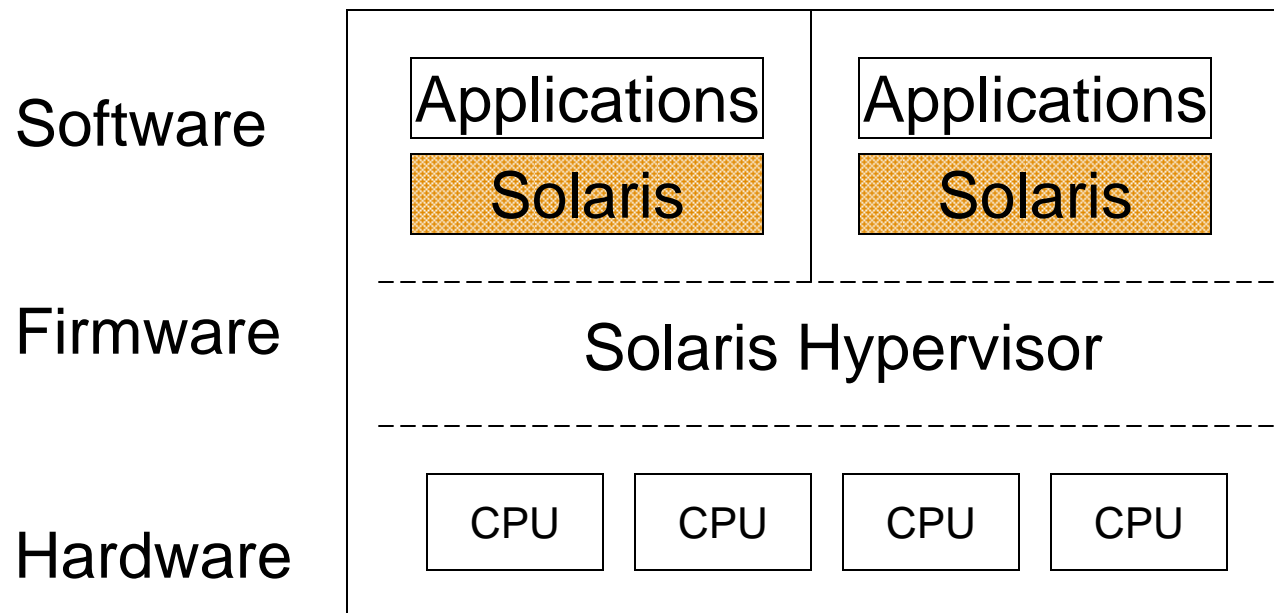 Software
Applications
Applications
Solaris
Solaris
Firmware
Solaris Hypervisor
Hardware
CPU
CPU
CPU
CPU